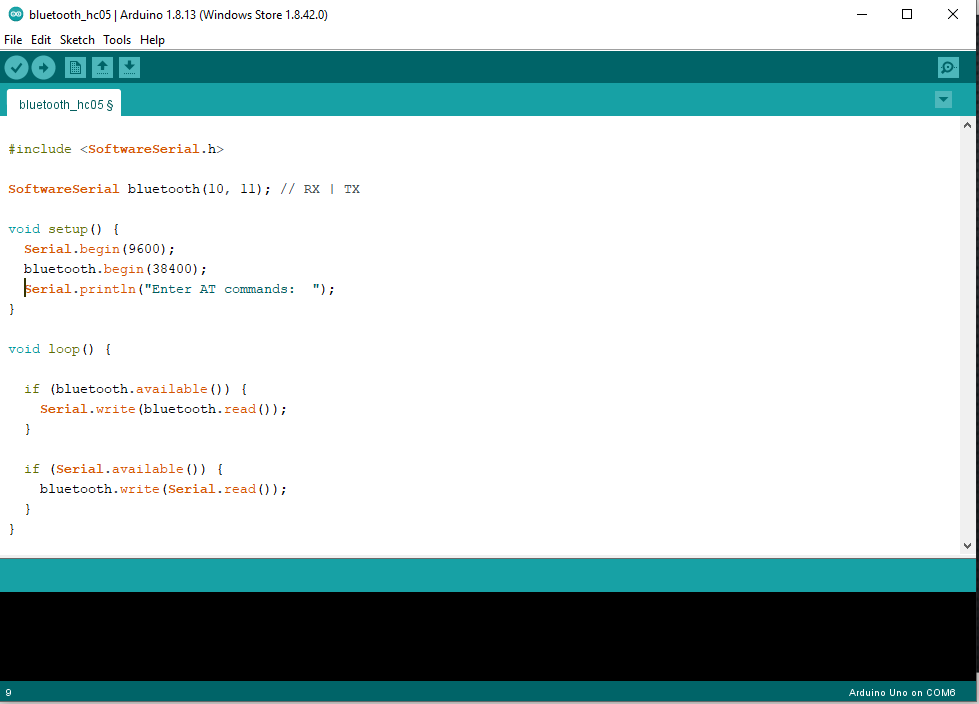 bluetooth_hc05 | Arduino 1.8.13 (Windows Store 1.8.42.0)
File Edit Sketch Tools Help
bluetooth_hc05 §
#include <SoftwareSerial.h>
SoftwareSerial bluetooth(10, 11); // RX | TX
void setup() {
  Serial.begin(9600);
  bluetooth.begin(38400);
  Serial.println("Enter AT commands:  ");
}
void loop() {
  if (bluetooth.available()) {
    Serial.write(bluetooth.read());
  }
  if (Serial.available()) {
    bluetooth.write(Serial.read());
  }
}
9 Arduino Uno on COM6